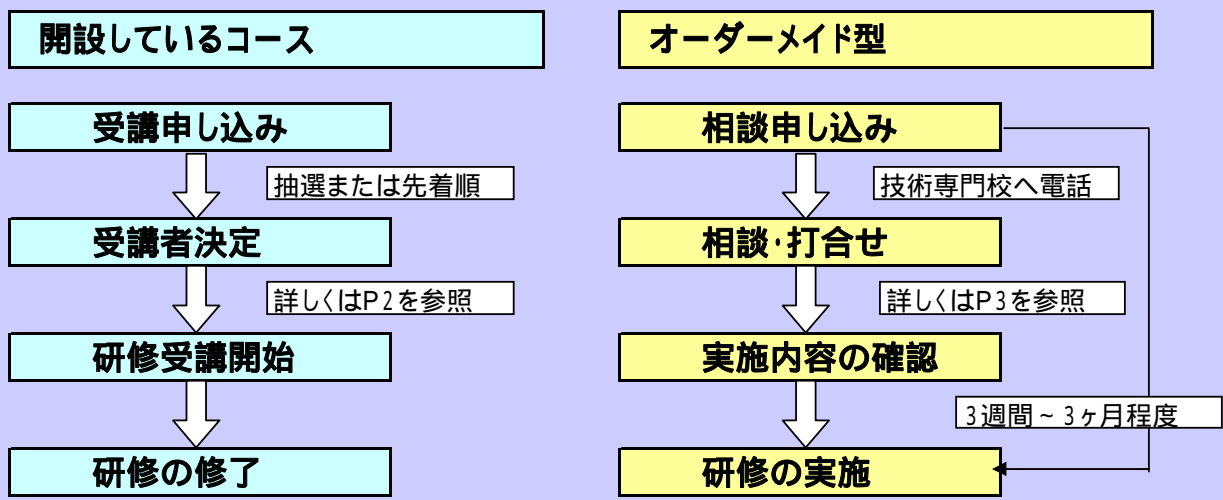 開設しているコース
受講申し込み
抽選または先着順
受講者決定
詳しくはP2を参照
研修受講開始
研修の修了
オーダーメイド型
相談申し込み
技術専門校へ電話
相談・打合せ
詳しくはP3を参照
実施内容の確認
3週間~3ヶ月程度
研修の実施